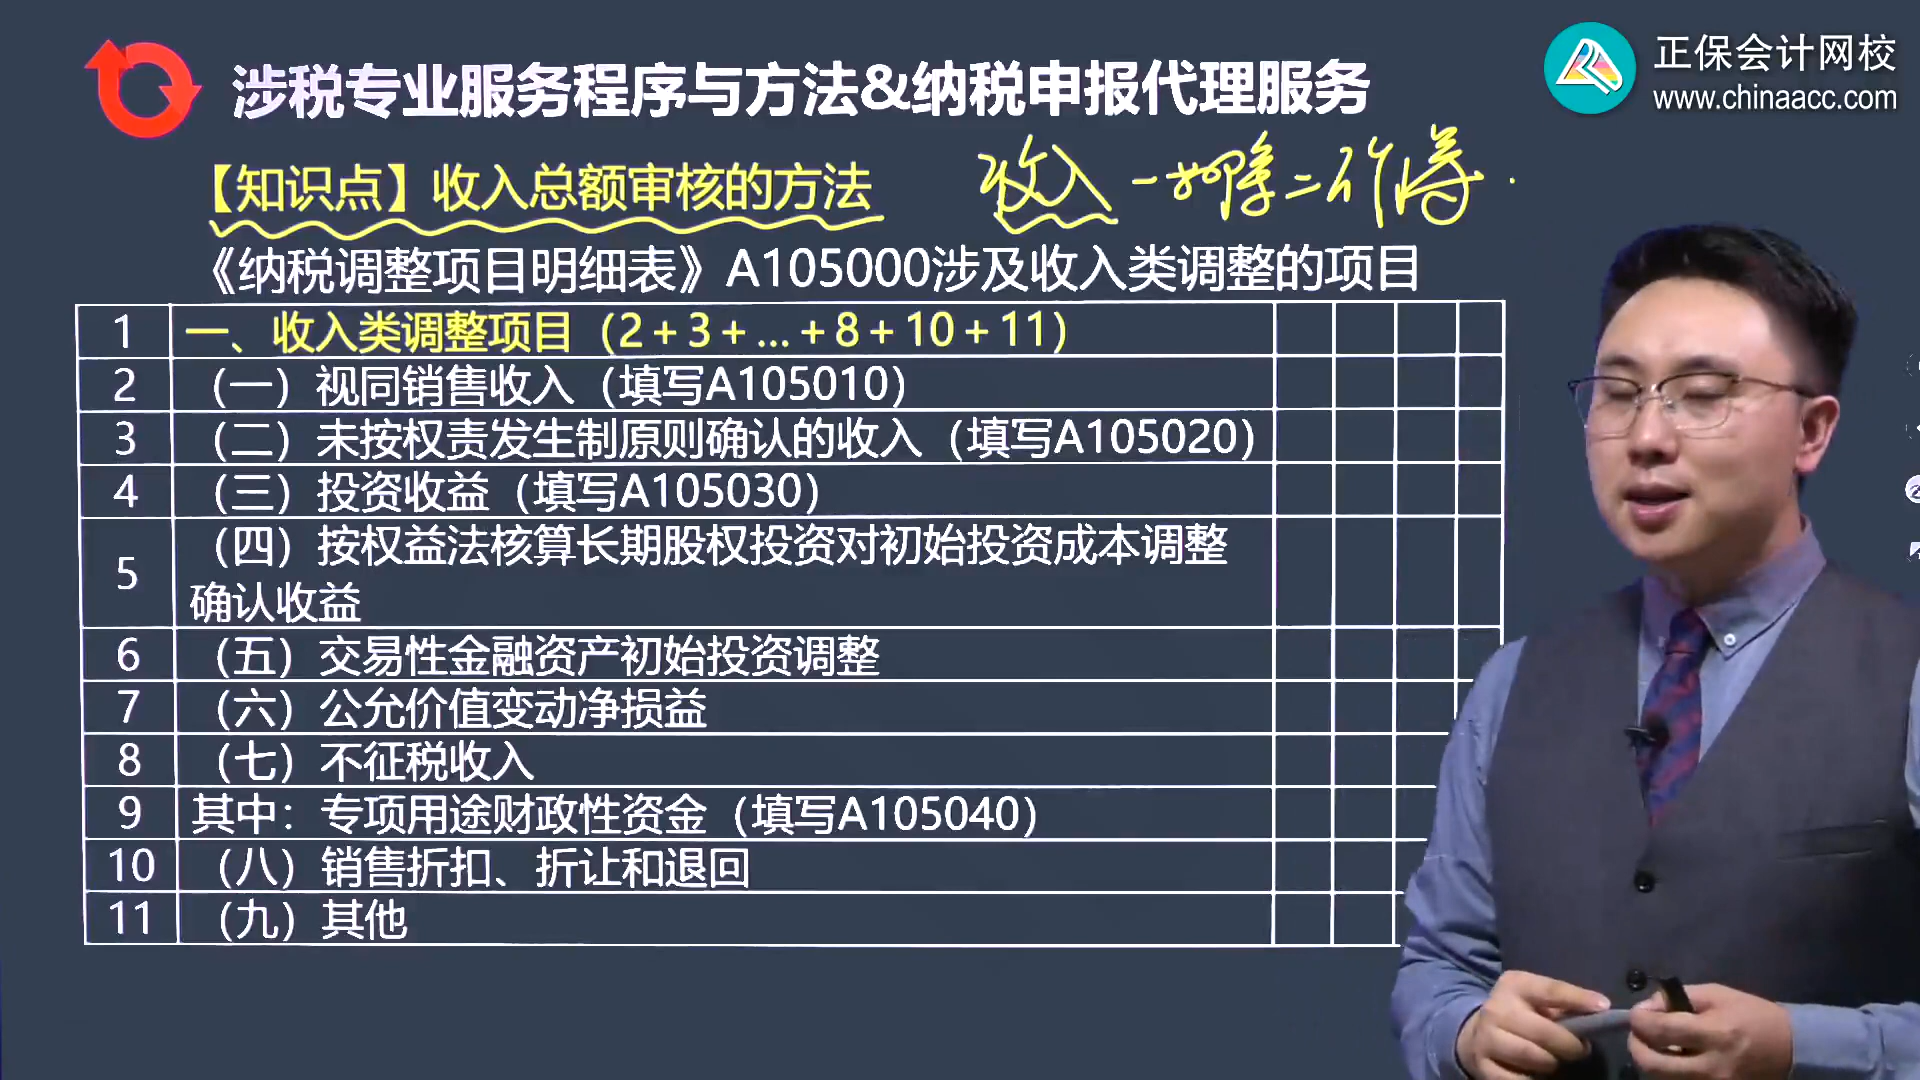 涉税专业服务程序与方法&纳税申报代理服务
正保会计网校
www.chinaacc.com
【知识点】收入总额审核的方法
收入
《纳税调整项目明细表》A105000涉及收入类调整的项目
1 一、收入类调整项目（2+3+…+8+10+11）
2 （一）视同销售收入（填写A105010）
3 （二）未按权责发生制原则确认的收入（填写A105020）
4 （三）投资收益（填写A105030）
5 （四）按权益法核算长期股权投资对初始投资成本调整
确认收益
6 （五）交易性金融资产初始投资调整
7 （六）公允价值变动净损益
8 （七）不征税收入
9 其中：专项用途财政性资金（填写A105040）
10 （八）销售折扣、折让和退回
11 （九）其他